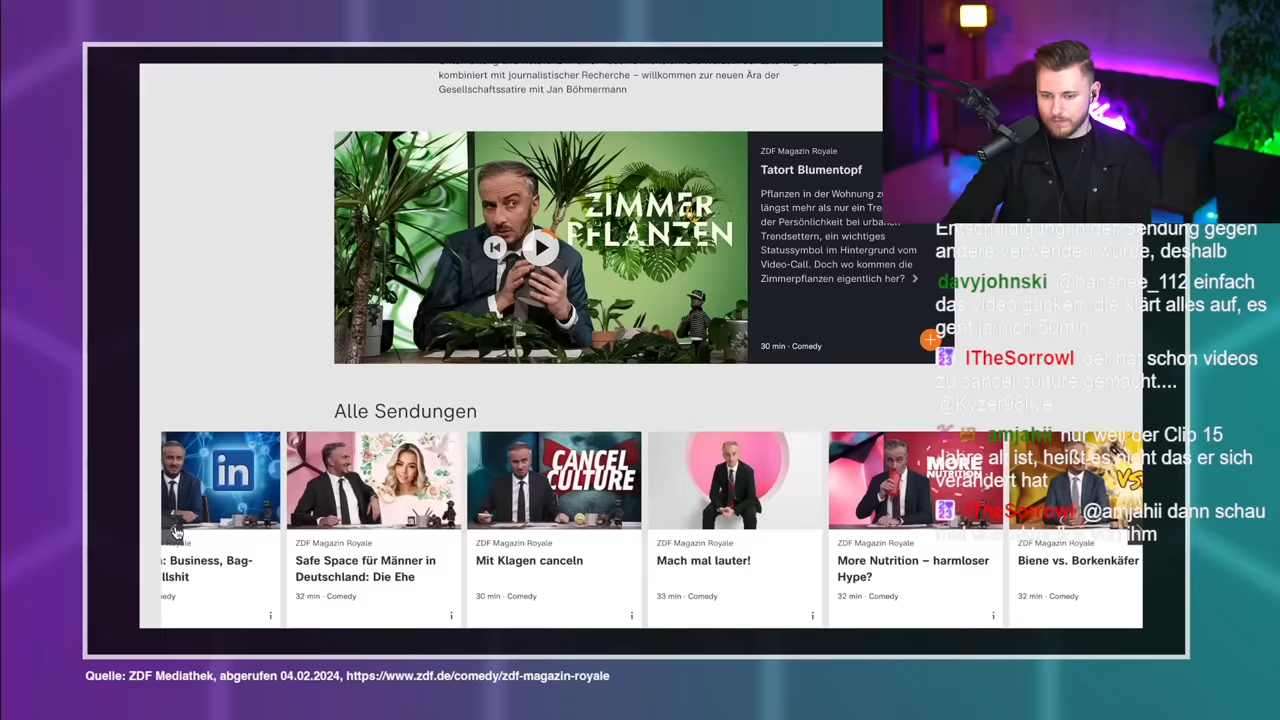 kombiniert mit journalistischer Recherche – willkommen zur neuen Ära der
Gesellschaftssatire mit Jan Böhmermann
ZIMMER
PFLANZEN
ZDF Magazin Royale
Tatort Blumentopf
Pflanzen in der Wohnung
längst mehr als nur ein
der Persönlichkeit bei urbanen
Trendsettern, ein wichtiges
Statussymbol im Hintergrund vom
Video-Call. Doch wo kommen die
Zimmerpflanzen eigentlich her?
30 min · Comedy
Entschuldigung in der Sendung gegen
andere verwenden würde, deshalb
davyjohnski @banshee_112 einfach
das video gucken, die klärt alles auf, es
geht ja nich 50min
ITheSorrowI der hat schon videos
zu cancel culture gemacht....
@Kyzer98live
amjahii nur weil der Clip 15
Jahre alt ist, heißt es nicht das er sich
verändert hat
ITheSorrowI @amjahii dann schau
ihm
Alle Sendungen
in
CANCEL
CULTURE
MORE
NUTRITION
VS
Royale
: Business, Bag-
llshit
edy
ZDF Magazin Royale
Safe Space für Männer in
Deutschland: Die Ehe
32 min · Comedy
ZDF Magazin Royale
Mit Klagen canceln
30 min · Comedy
ZDF Magazin Royale
Mach mal lauter!
33 min · Comedy
ZDF Magazin Royale
More Nutrition – harmloser
Hype?
32 min · Comedy
ZDF Magazin Royale
Biene vs. Borkenkäfer
32 min · Comedy
Quelle: ZDF Mediathek, abgerufen 04.02.2024, https://www.zdf.de/comedy/zdf-magazin-royale